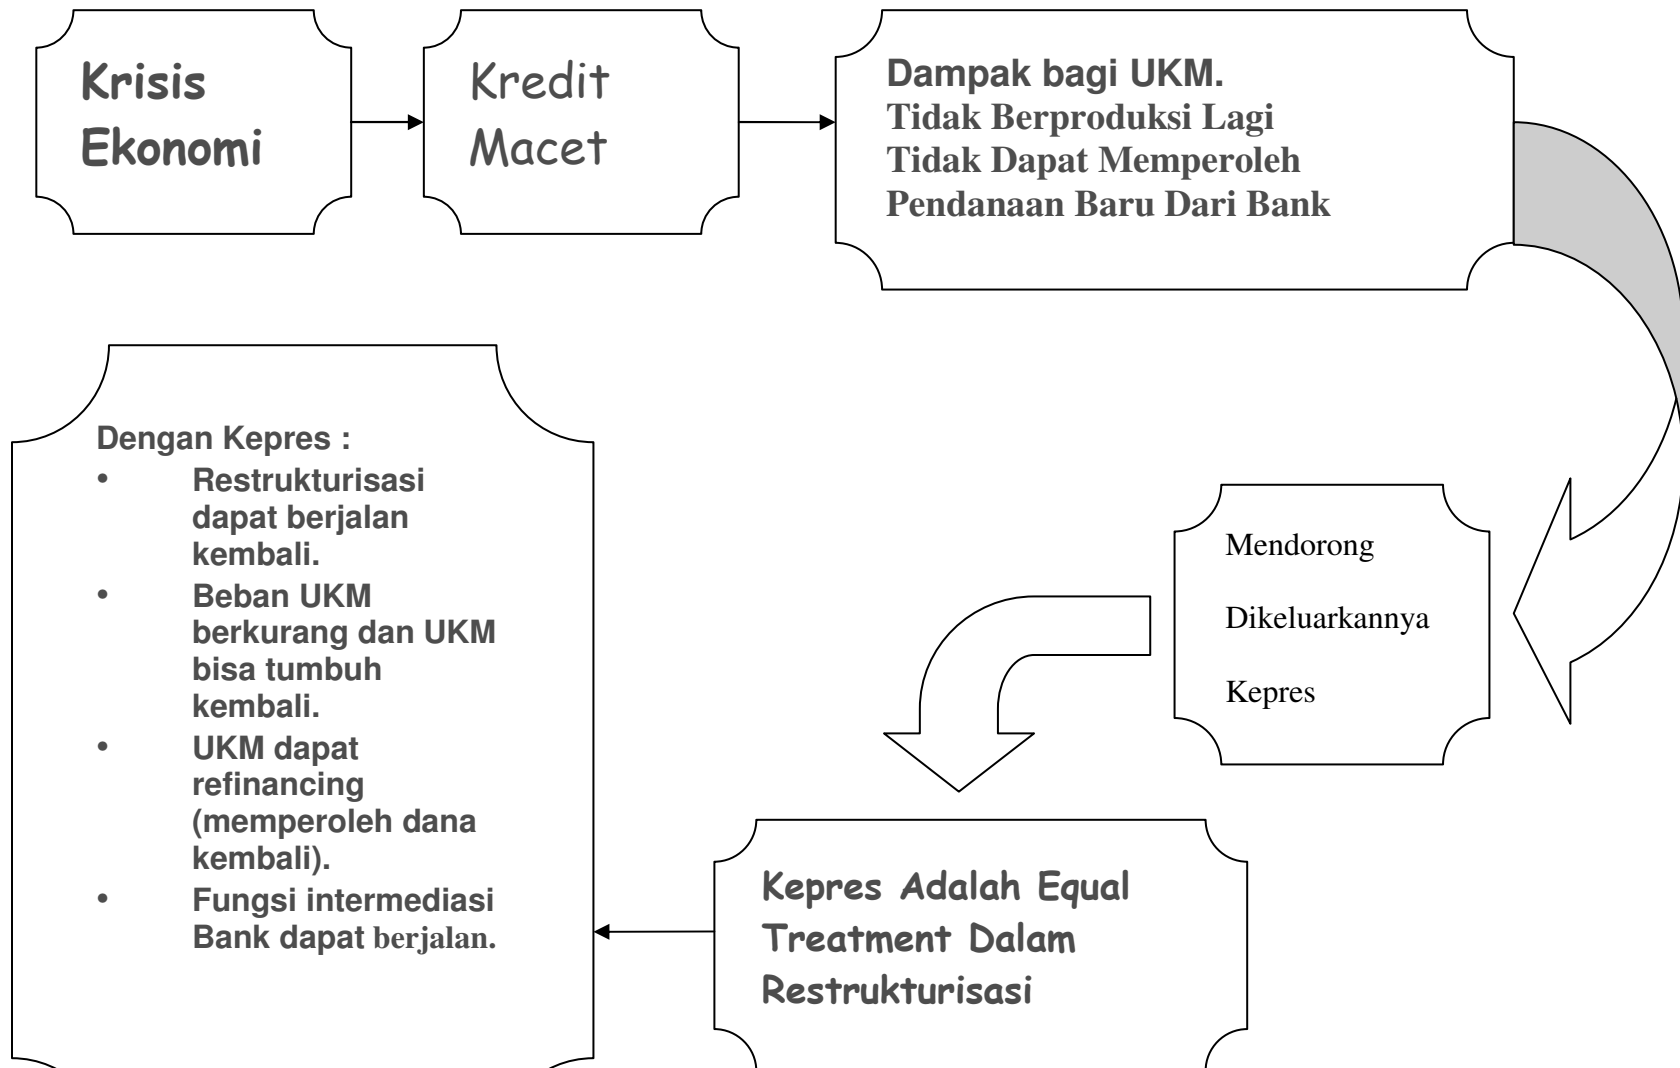 Krisis
Ekonomi
Kredit
Macet
Dampak bagi UKM.
Tidak Berproduksi Lagi
Tidak Dapat Memperoleh
Pendanaan Baru Dari Bank
Mendorong
Dikeluarkannya
Kepres
Kepres Adalah Equal
Treatment Dalam
Restrukturisasi
Dengan Kepres :
• Restrukturisasi
dapat berjalan
kembali.
• Beban UKM
berkurang dan UKM
bisa tumbuh
kembali.
• UKM dapat
refinancing
(memperoleh dana
kembali).
• Fungsi intermediasi
Bank dapat berjalan.